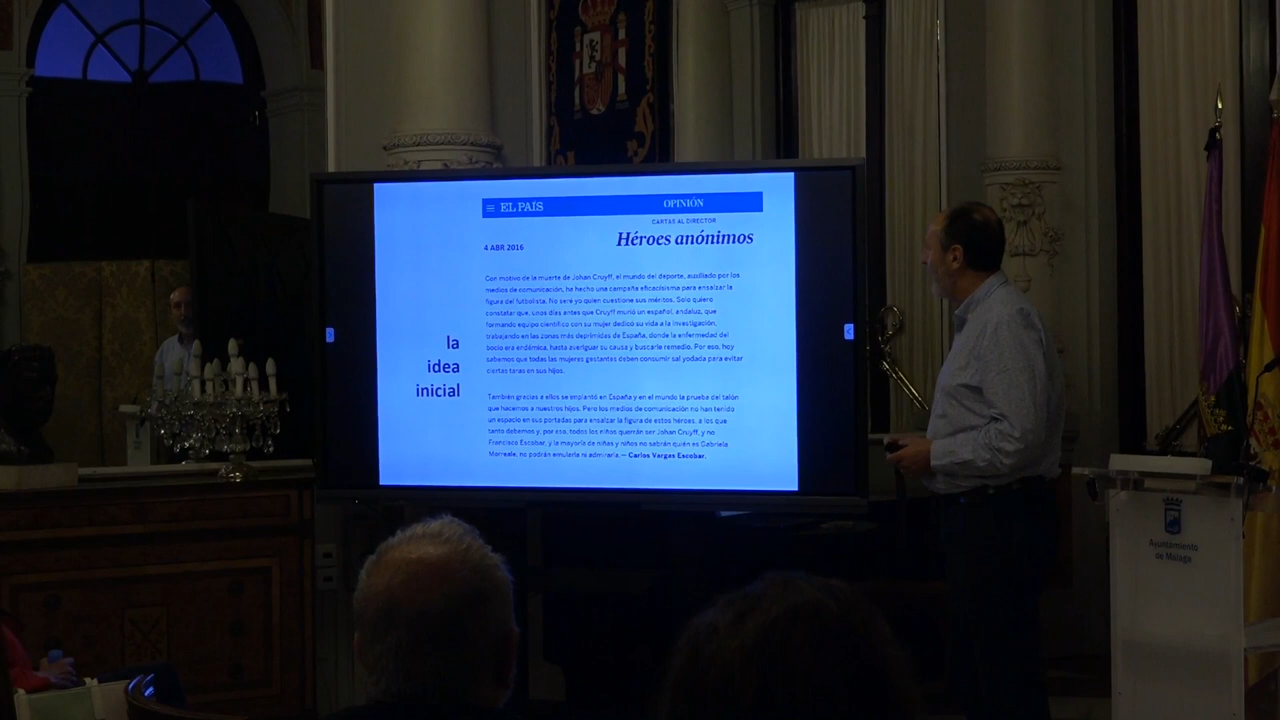 EL PAÍS
OPINIÓN
CARTAS AL DIRECTOR
Héroes anónimos
4 ABR 2016
Con motivo de la muerte de Johan Cruyff, el mundo del deporte, auxiliado por los
medios de comunicación, ha hecho una campaña eficacísisma para ensalzar la
figura del futbolista. No seré yo quien cuestione sus méritos. Solo quiero
constatar que, unos días antes que Cruyff murió un español, andaluz, que
formando equipo científico con su mujer dedicó su vida a la investigación,
trabajando en las zonas más deprimidas de España, donde la enfermedad del
bocio era endémica, hasta averiguar su causa y buscarle remedio. Por eso, hoy
sabemos que todas las mujeres gestantes deben consumir sal yodada para evitar
ciertas taras en sus hijos.
También gracias a ellos se implantó en España y en el mundo la prueba del talón
que hacemos a nuestros hijos. Pero los medios de comunicación no han tenido
un espacio en sus portadas para ensalzar la figura de estos héroes, a los que
tanto debemos y, por eso, todos los niños querrán ser Johan Cruyff, y no
Francisco Escobar, y la mayoría de niñas y niños no sabrán quién es Gabriela
Morreale, no podrán emularla ni admirarla.— Carlos Vargas Escobar.
la
idea
inicial
Ayuntamiento
de Málaga